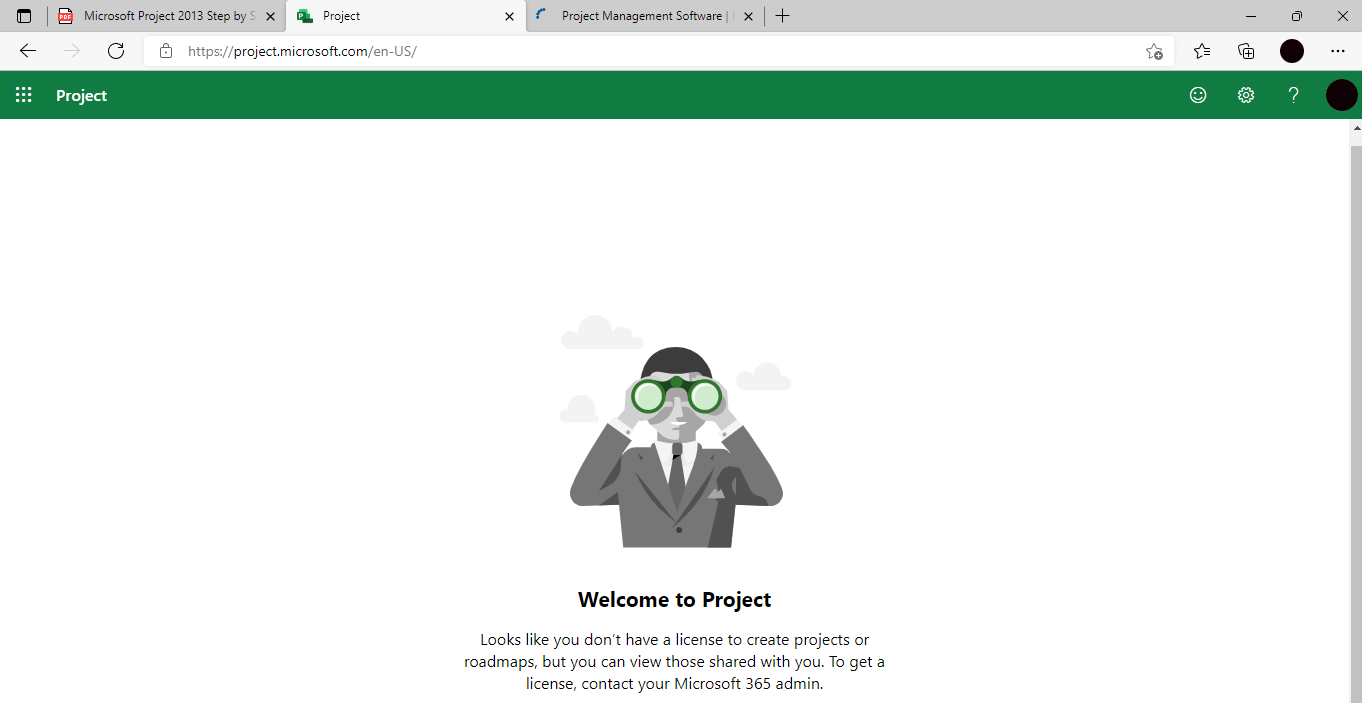 Microsoft Project 2013 Step by S
Project
Project Management Software |
https://project.microsoft.com/en-US/
Project
Welcome to Project
Looks like you don't have a license to create projects or
roadmaps, but you can view those shared with you. To get a
license, contact your Microsoft 365 admin.